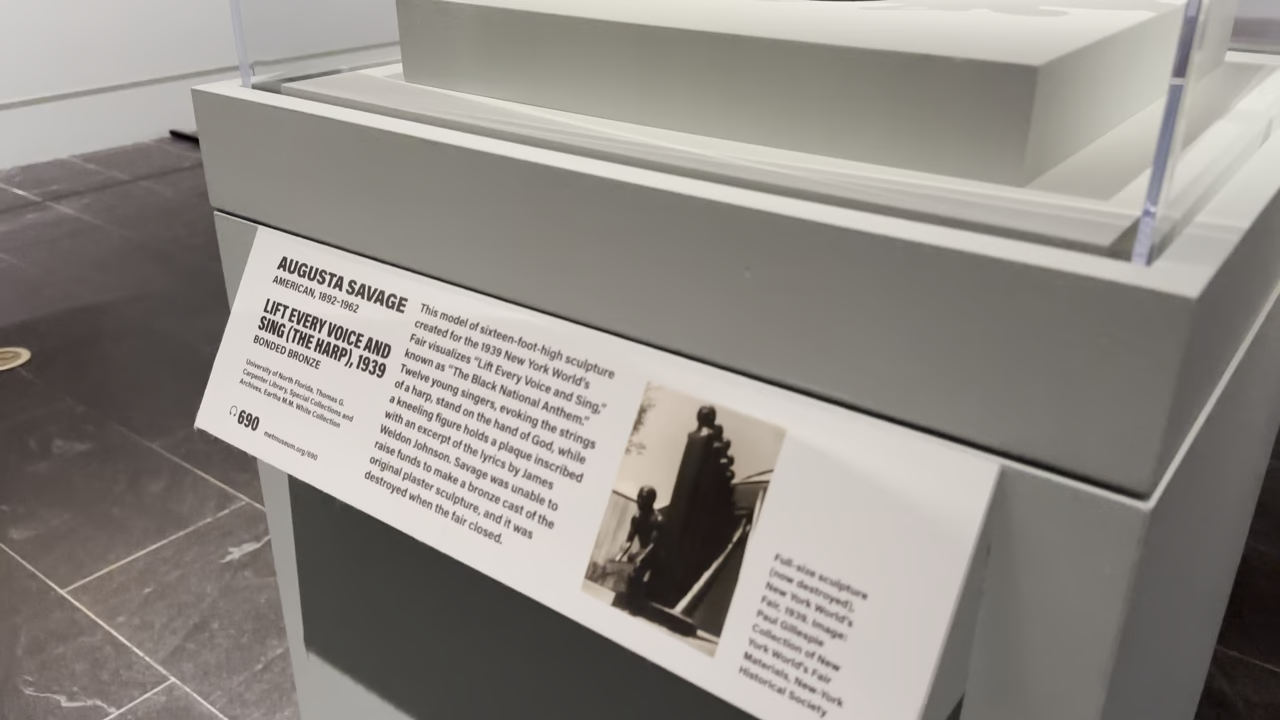 AUGUSTA SAVAGE
AMERICAN, 1892–1962
LIFT EVERY VOICE AND
SING (THE HARP), 1939
BONDED BRONZE
University of North Florida, Thomas G.
Carpenter Library, Special Collections and
Archives, Eartha M.M. White Collection
690
metmuseum.org/690
This model of sixteen-foot-high sculpture
created for the 1939 New York World's
Fair visualizes "Lift Every Voice and Sing,"
known as "The Black National Anthem."
Twelve young singers, evoking the strings
of a harp, stand on the hand of God, while
a kneeling figure holds a plaque inscribed
with an excerpt of the lyrics by James
Weldon Johnson. Savage was unable to
raise funds to make a bronze cast of the
original plaster sculpture, and it was
destroyed when the fair closed.
Full-size sculpture
(now destroyed),
New York World's
Fair, 1939. Image:
Paul Gillespie
Collection of New
York World's Fair
Materials, New-York
Historical Society